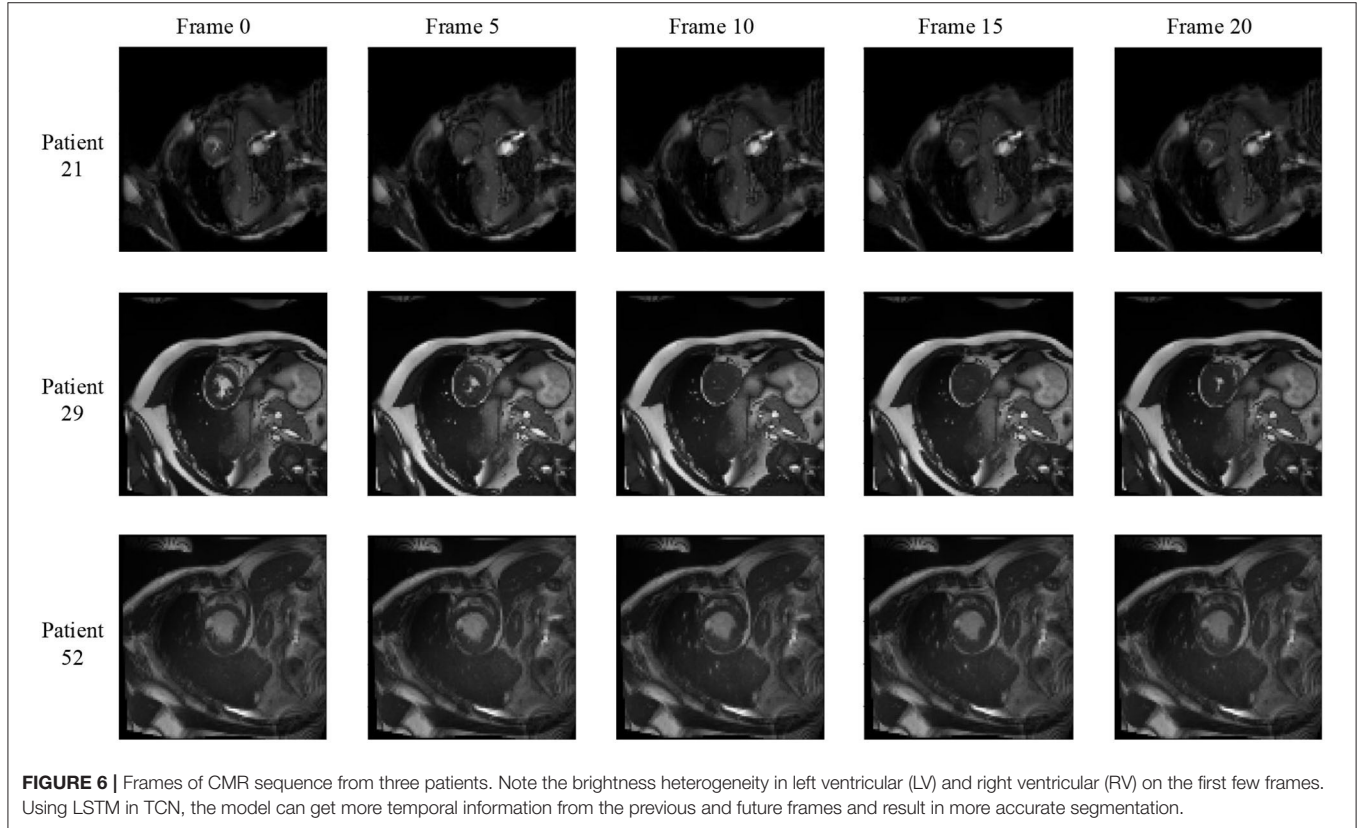 Frame 0 Frame 5 Frame 10 Frame 15 Frame 20
Patient
21
Patient
29
Patient
52
FIGURE 6 | Frames of CMR sequence from three patients. Note the brightness heterogeneity in left ventricular (LV) and right ventricular (RV) on the first few frames.
Using LSTM in TCN, the model can get more temporal information from the previous and future frames and result in more accurate segmentation.